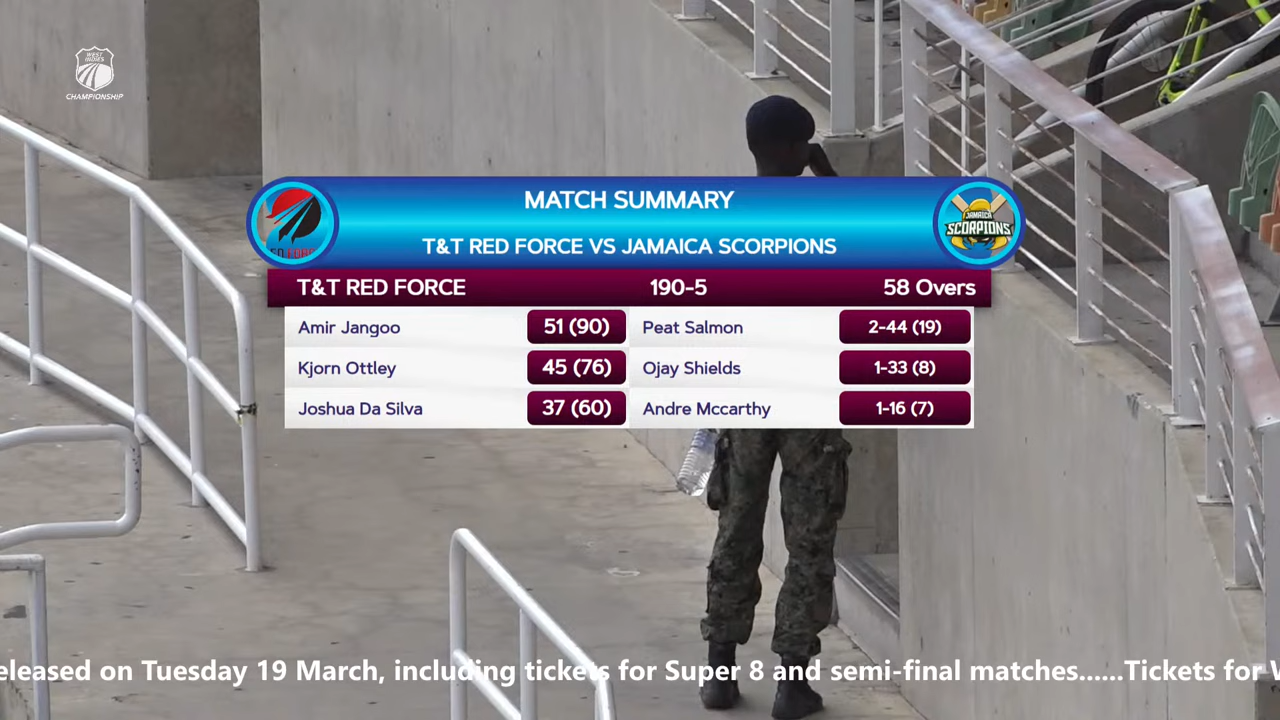 WEST
INDIES
CHAMPIONSHIP
MATCH SUMMARY
T&T RED FORCE VS JAMAICA SCORPIONS
JAMAICA
SCORPIONS
T&T RED FORCE 190-5 58 Overs
Amir Jangoo 51 (90) Peat Salmon 2-44 (19)
Kjorn Ottley 45 (76) Ojay Shields 1-33 (8)
Joshua Da Silva 37 (60) Andre Mccarthy 1-16 (7)
eleased on Tuesday 19 March, including tickets for Super 8 and semi-final matches......Tickets for